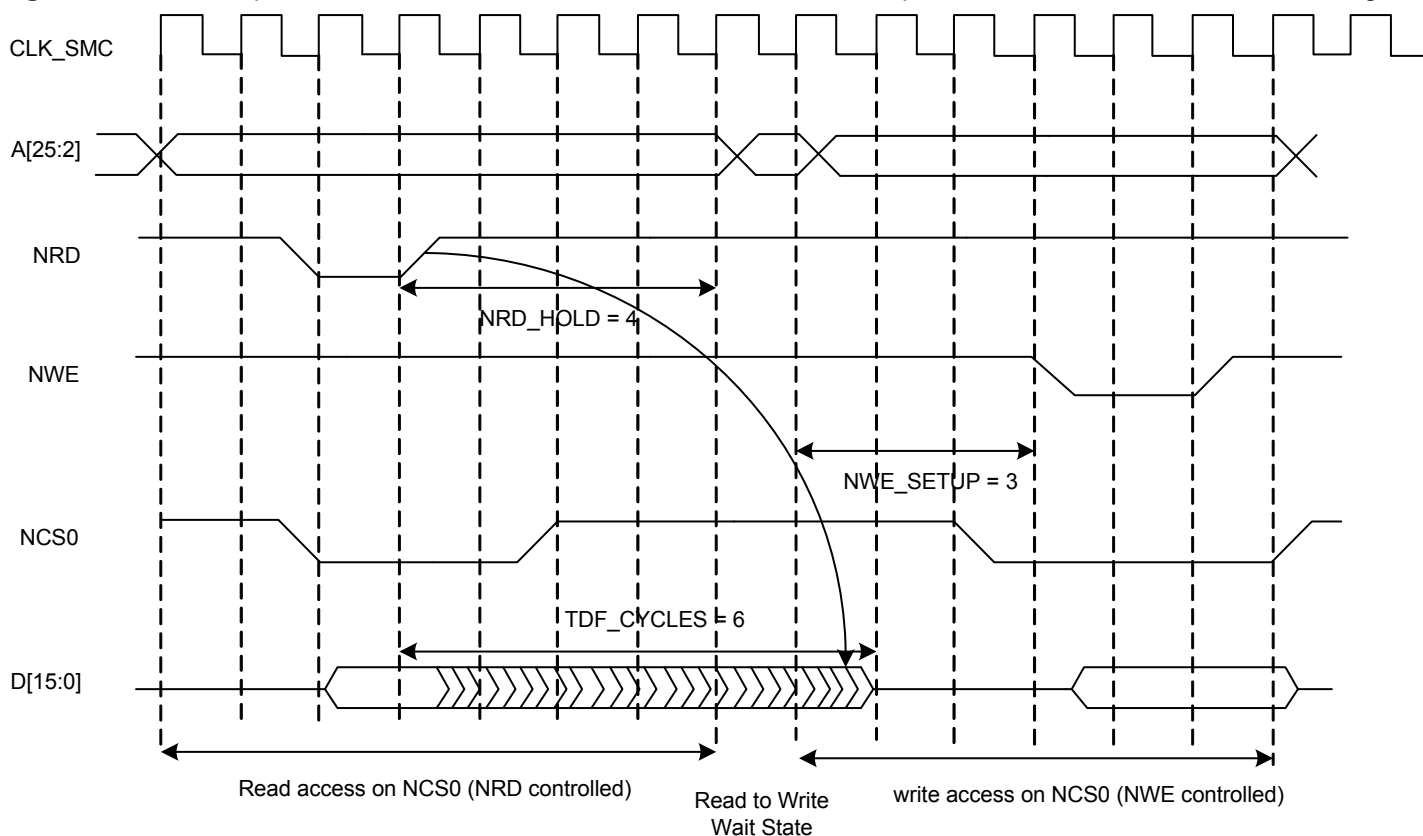 CLK_SMC
A[25:2]
NRD
NRD_HOLD = 4
NWE
NWE_SETUP = 3
NCS0
TDF_CYCLES = 6
D[15:0]
Read access on NCS0 (NRD controlled)
Read to Write
Wait State
write access on NCS0 (NWE controlled)